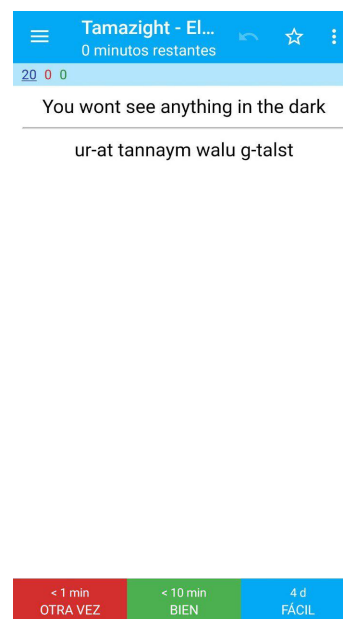 Tamazight - El...
0 minutos restantes
20 0 0
You wont see anything in the dark
ur-at tannaym walu g-talst
< 1 min < 10 min 4 d
OTRA VEZ BIEN FÁCIL